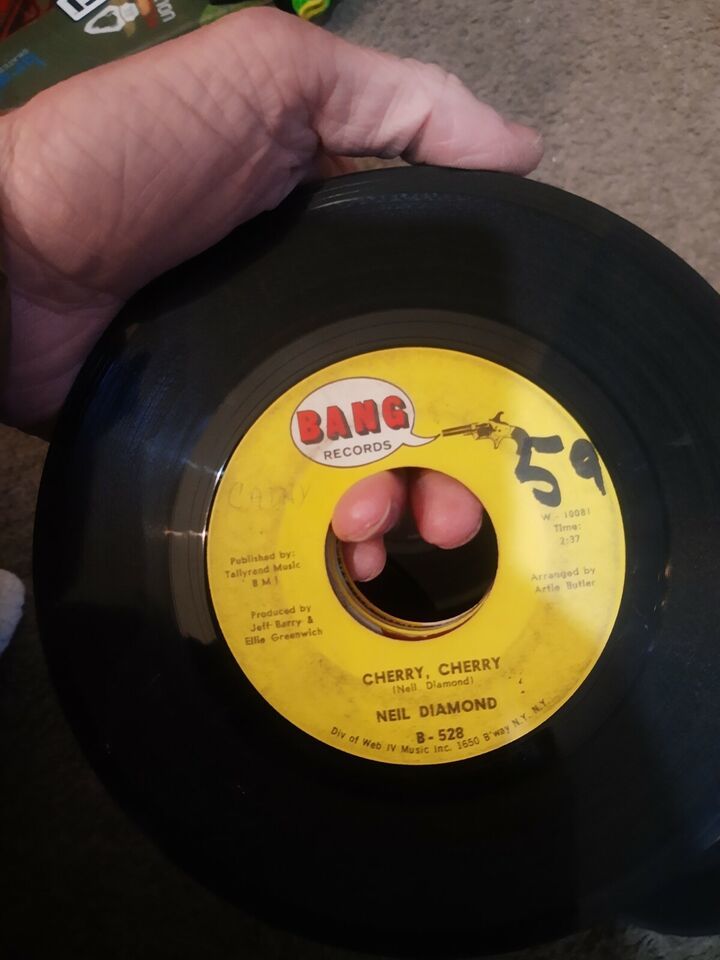 BANG
RECORDS
59
W - 10081
Time:
2:37
Published by:
Tallyrand Music
B M I
Arranged by
Artie Butler
Produced by
Jeff Barry &
Ellie Greenwich
CHERRY, CHERRY
(Neil Diamond)
NEIL DIAMOND
B - 528
Div of Web IV Music Inc. 1650 B'way N.Y. N.Y.